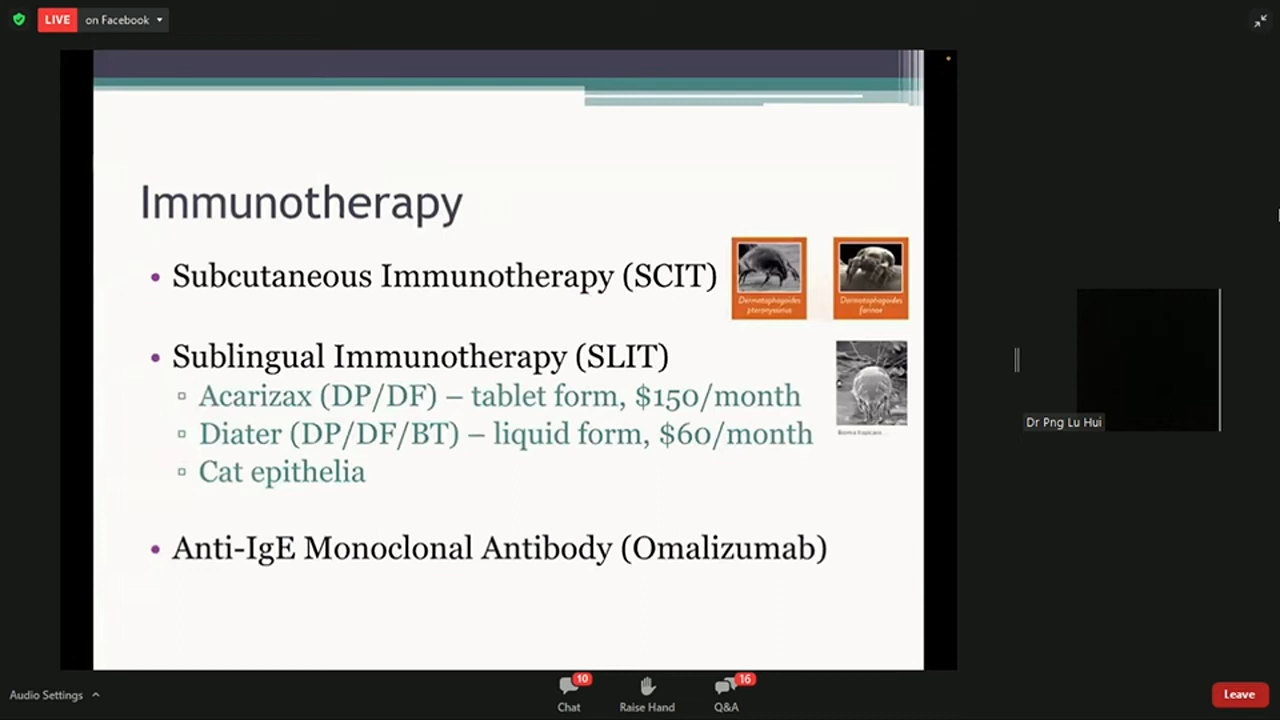 LIVE on Facebook
Immunotherapy
• Subcutaneous Immunotherapy (SCIT)
Dermatophagoides
pteronyssinus
Dermatophagoides
farinae
• Sublingual Immunotherapy (SLIT)
▫ Acarizax (DP/DF) – tablet form, $150/month
▫ Diater (DP/DF/BT) – liquid form, $60/month
Blomia tropicalis
▫ Cat epithelia
• Anti-IgE Monoclonal Antibody (Omalizumab)
Dr Png Lu Hui
Audio Settings
10
Chat
Raise Hand
16
Q&A
Leave